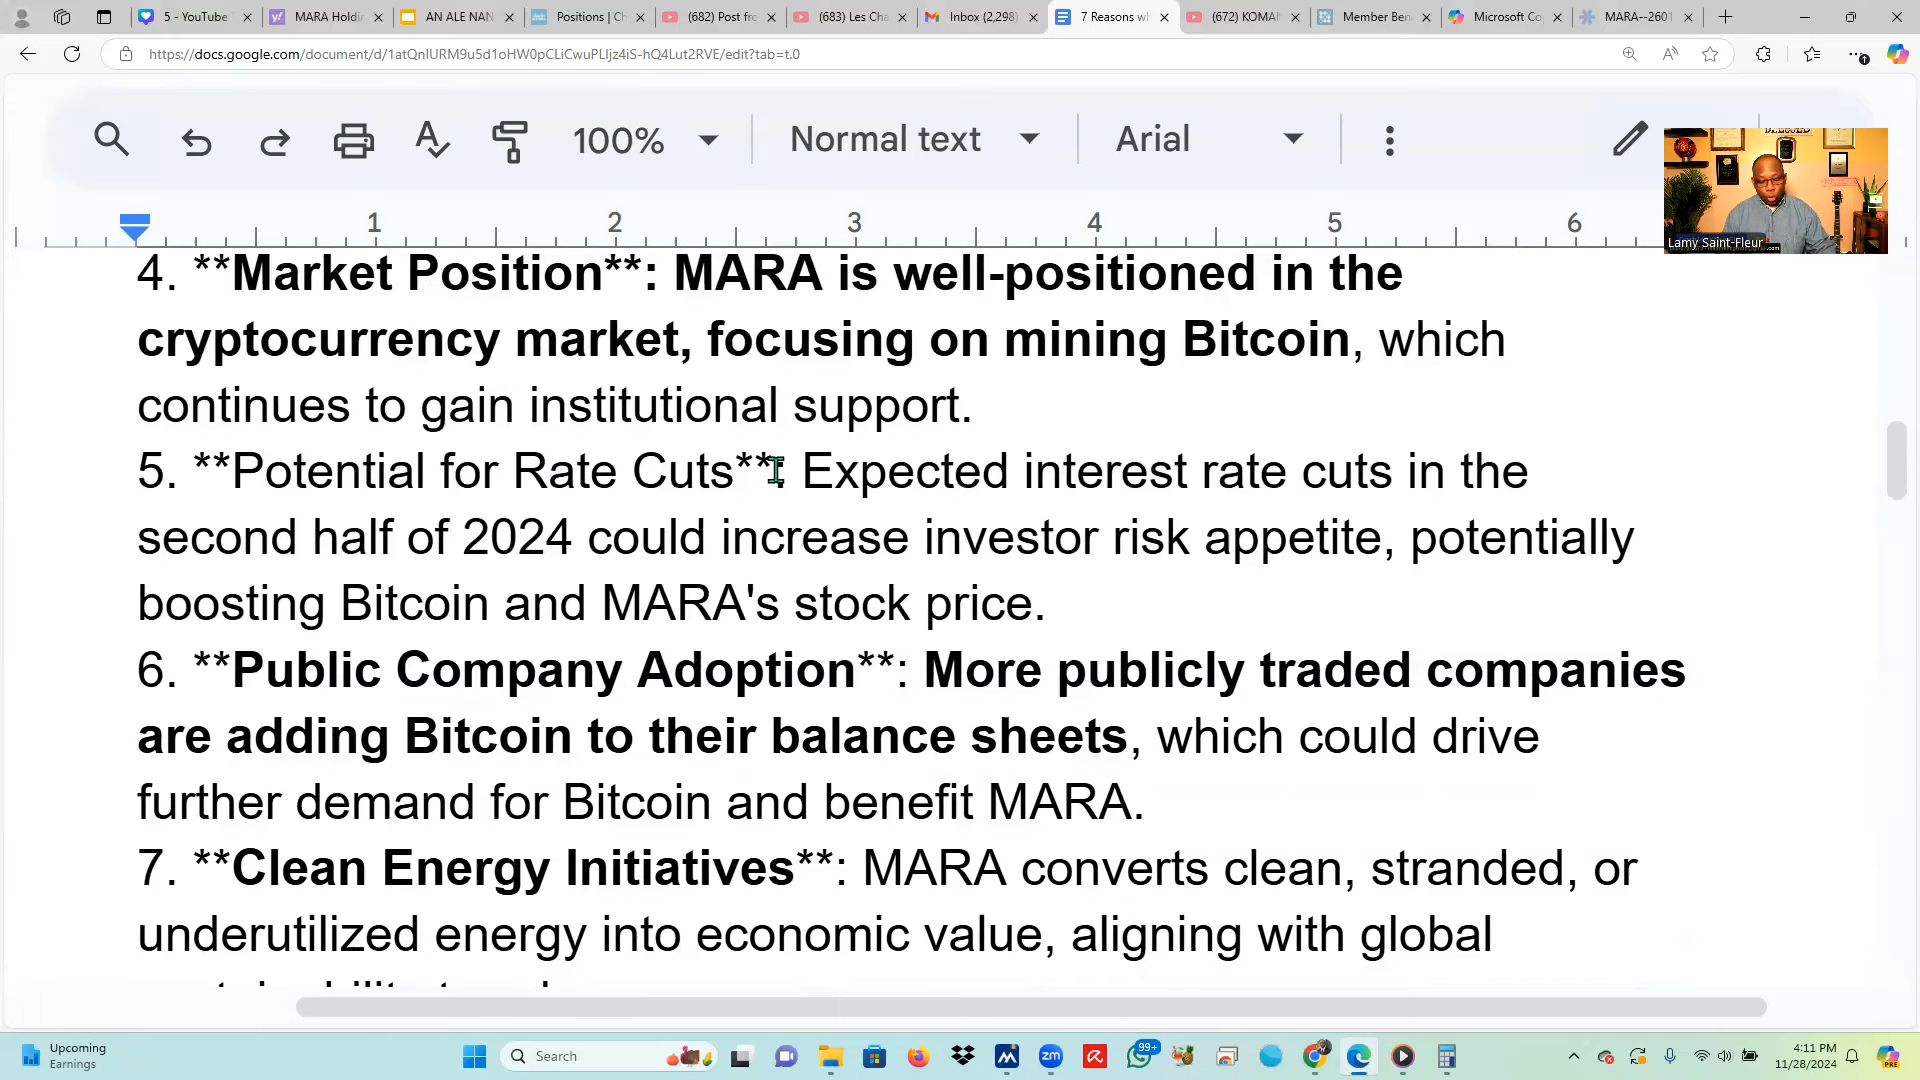 5 - YouTube
MARA Holdi
AN ALE NAN
Positions | Ch
(682) Post fro
(683) Les Cha
Inbox (2,298)
7 Reasons wh
(672) KOMAN
Member Ben
Microsoft Co
MARA--2601
https://docs.google.com/document/d/1atQnIURM9u5d1oHW0pCLiCwuPLIjz4iS-hQ4Lut2RVE/edit?tab=t.0
100%
Normal text
Arial
1 2 3 4 5 6
Lamy Saint-Fleur
4. **Market Position**: MARA is well-positioned in the
cryptocurrency market, focusing on mining Bitcoin, which
continues to gain institutional support.
5. **Potential for Rate Cuts**: Expected interest rate cuts in the
second half of 2024 could increase investor risk appetite, potentially
boosting Bitcoin and MARA's stock price.
6. **Public Company Adoption**: More publicly traded companies
are adding Bitcoin to their balance sheets, which could drive
further demand for Bitcoin and benefit MARA.
7. **Clean Energy Initiatives**: MARA converts clean, stranded, or
underutilized energy into economic value, aligning with global
Upcoming
Earnings
Search
zm
99+
4:11 PM
11/28/2024
PRE